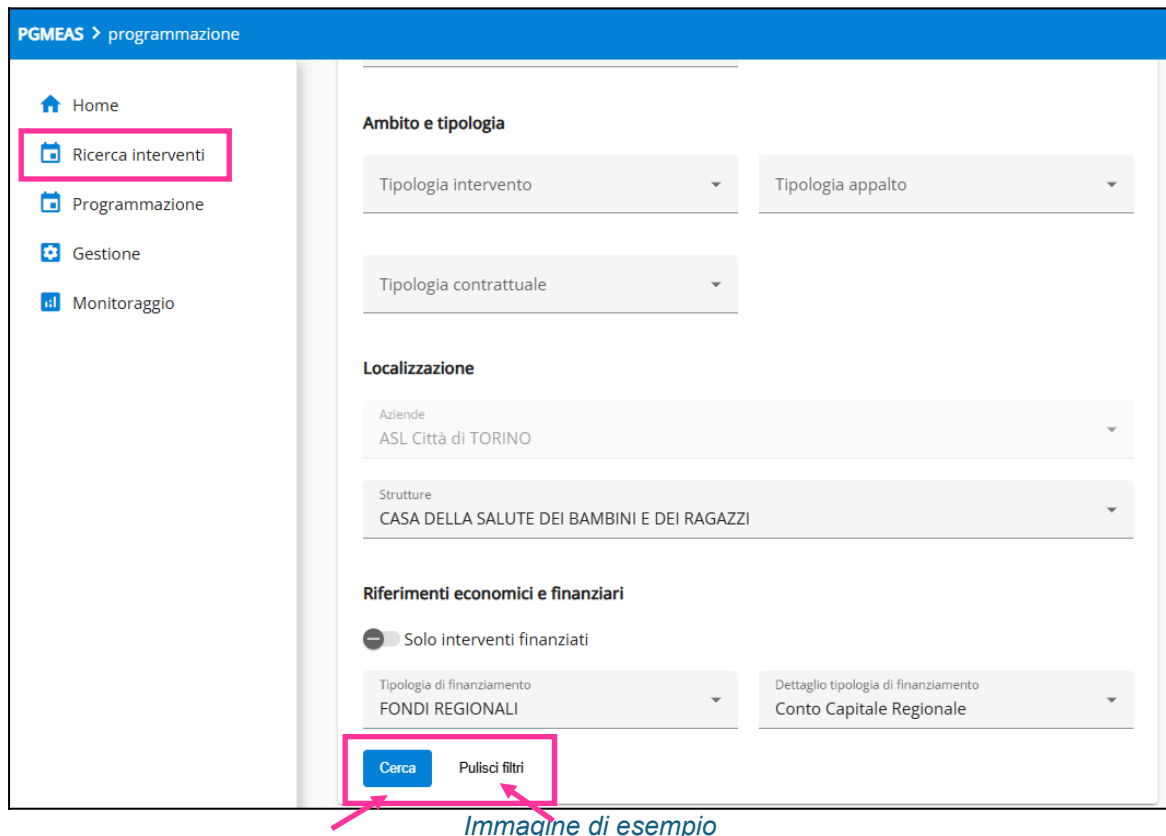 PGMEAS > programmazione
Home
Ricerca interventi
Programmazione
Gestione
Monitoraggio
Ambito e tipologia
Tipologia intervento
Tipologia appalto
Tipologia contrattuale
Localizzazione
Aziende
ASL Città di TORINO
Strutture
CASA DELLA SALUTE DEI BAMBINI E DEI RAGAZZI
Riferimenti economici e finanziari
Solo interventi finanziati
Tipologia di finanziamento
FONDI REGIONALI
Dettaglio tipologia di finanziamento
Conto Capitale Regionale
Cerca
Pulisci filtri
Immagine di esempio